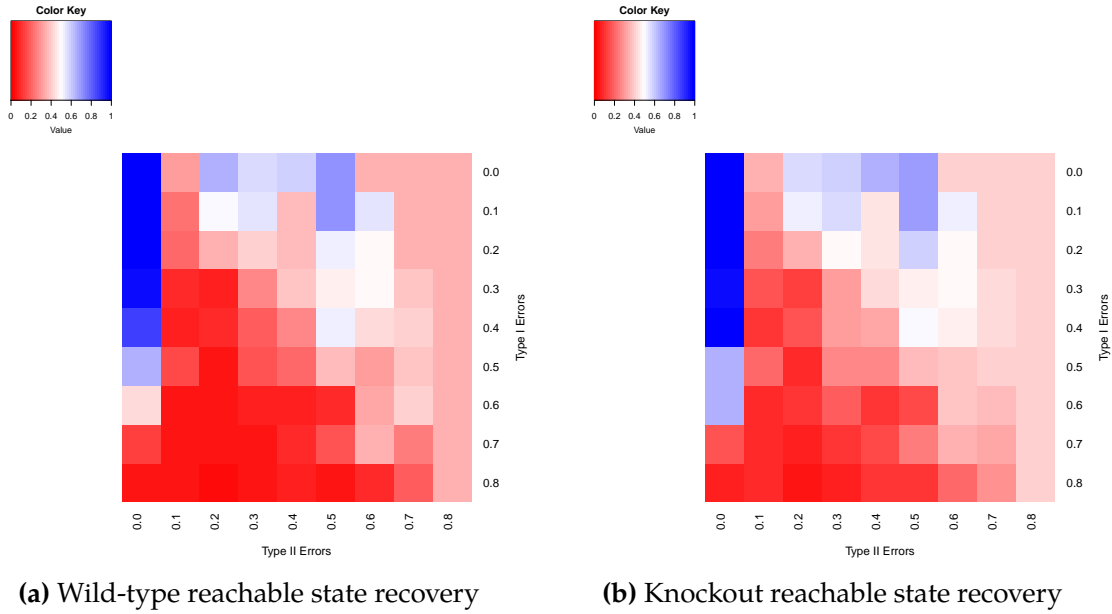 Color Key
0 0.2 0.4 0.6 0.8 1
Value
0.0
0.1
0.2
0.3
0.4
0.5
0.6
0.7
0.8
Type I Errors
0.0 0.1 0.2 0.3 0.4 0.5 0.6 0.7 0.8
Type II Errors
(a) Wild-type reachable state recovery
Color Key
0 0.2 0.4 0.6 0.8 1
Value
0.0
0.1
0.2
0.3
0.4
0.5
0.6
0.7
0.8
Type I Errors
0.0 0.1 0.2 0.3 0.4 0.5 0.6 0.7 0.8
Type II Errors
(b) Knockout reachable state recovery